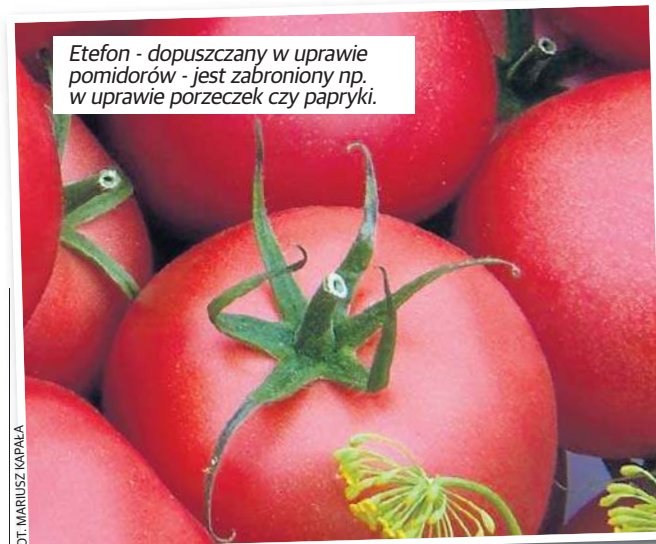 Etefon - dopuszczany w uprawie
pomidorów - jest zabroniony np.
w uprawie porzeczek czy papryki.
OT. MARIUSZ KAPAŁA